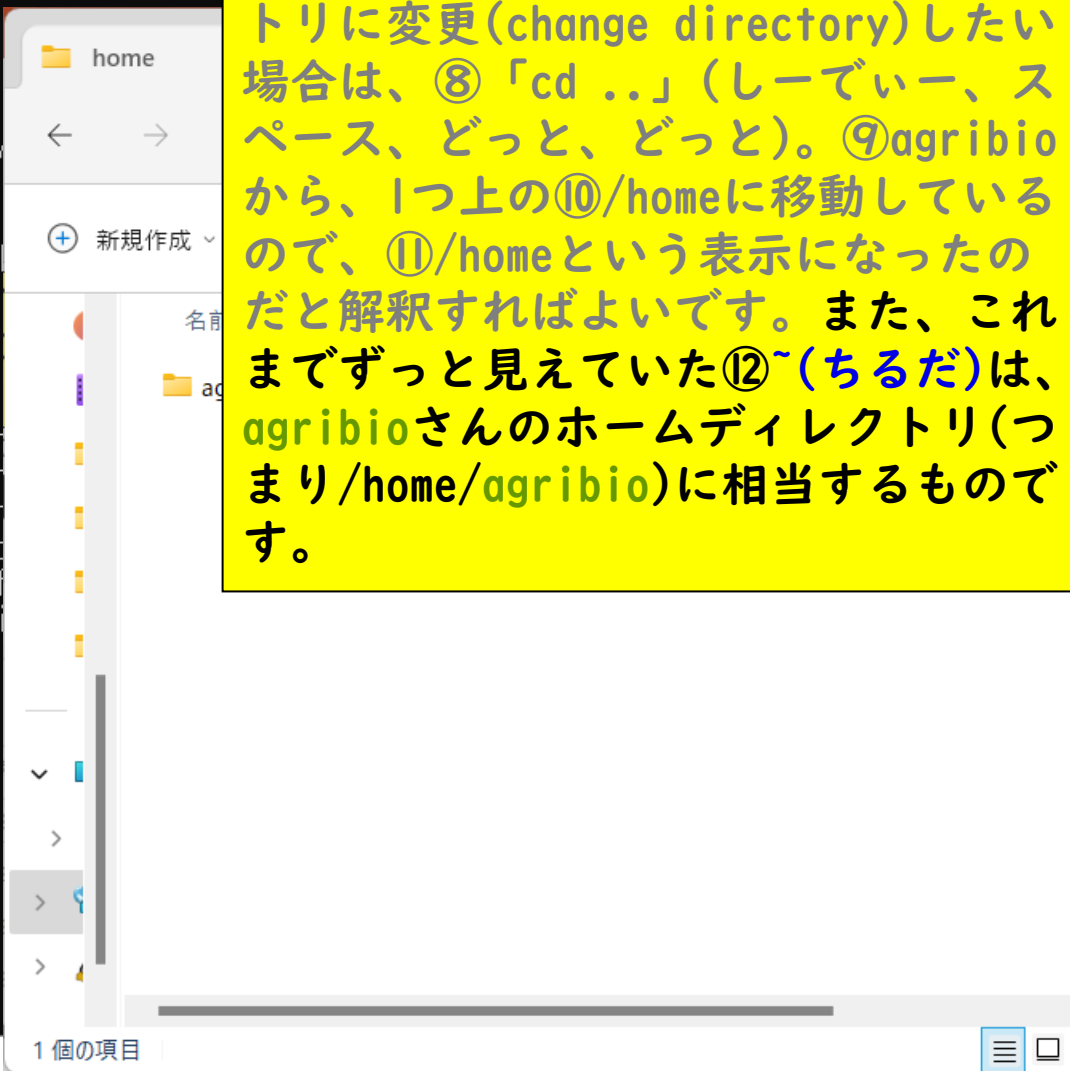 トリに変更(change directory)したい
home
場合は、⑧「cd ..」(しーでぃー、ス
ペース、どっと、どっと)。⑨agribio
から、1つ上の⑩/homeに移動している
新規作成
ので、⑪/homeという表示になったの
だと解釈すればよいです。また、これ
名前
までずっと見えていた⑫~(ちるだ)は、
agribioさんのホームディレクトリ(つ
まり/home/agribio)に相当するもので
す。
1 個の項目